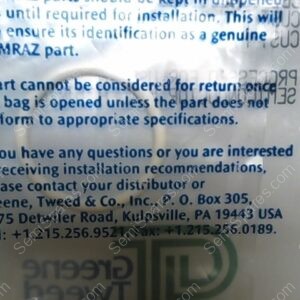 until required for installation. This will
ensure its identification as a genuine
MRAZ part.
art cannot be considered for return once
bag is opened unless the part does not
form to appropriate specifications.
you have any questions or you are interested
receiving installation recommendations,
ease contact your distributor or
eene, Tweed & Co., Inc., P. O. Box 305,
75 Detwiler Road, Kulpsville, PA 19443 USA
l: +1.215.256.9521 Fax: +1.215.256.0189.
Greene
Tweed